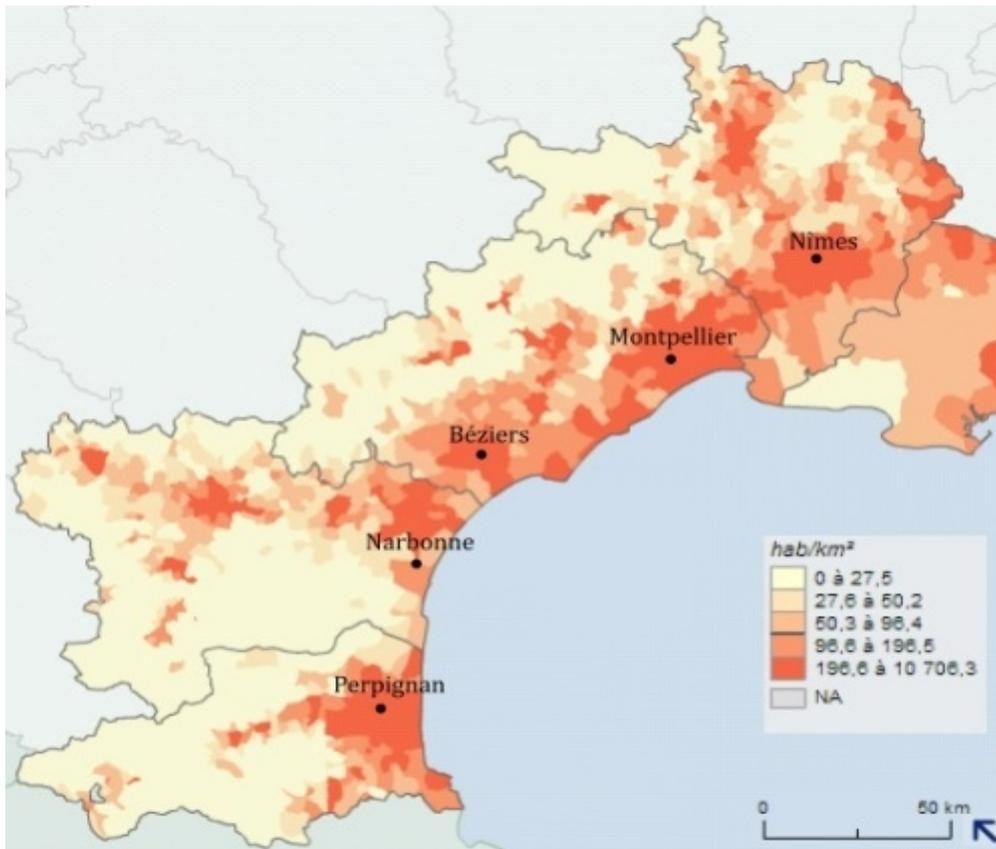 Nîmes
Montpellier
Béziers
Narbonne
Perpignan
hab/km²
0 à 27,5
27,6 à 50,2
50,3 à 96,4
96,6 à 196,5
196,6 à 10 706,3
NA
0 50 km